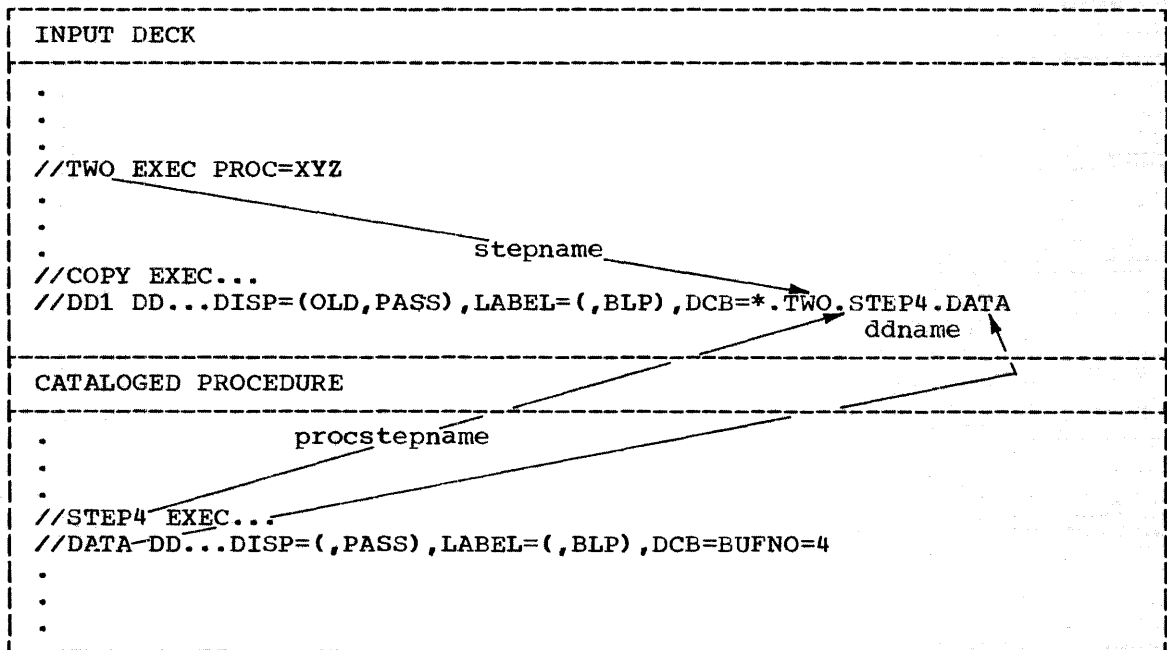 INPUT DECK
.
.
.
//TWO EXEC PROC=XYZ
.
.
.
stepname
//COPY EXEC...
//DD1 DD...DISP=(OLD,PASS),LABEL=(,BLP),DCB=*.TWO.STEP4.DATA
ddname
CATALOGED PROCEDURE
.
procstepname
.
.
//STEP4 EXEC...
//DATA DD...DISP=(,PASS),LABEL=(,BLP),DCB=BUFNO=4
.
.
.